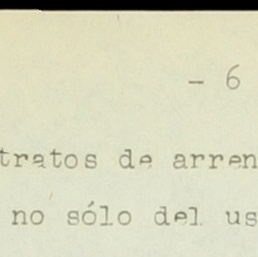 - 6
tratos de arren
no sólo del us